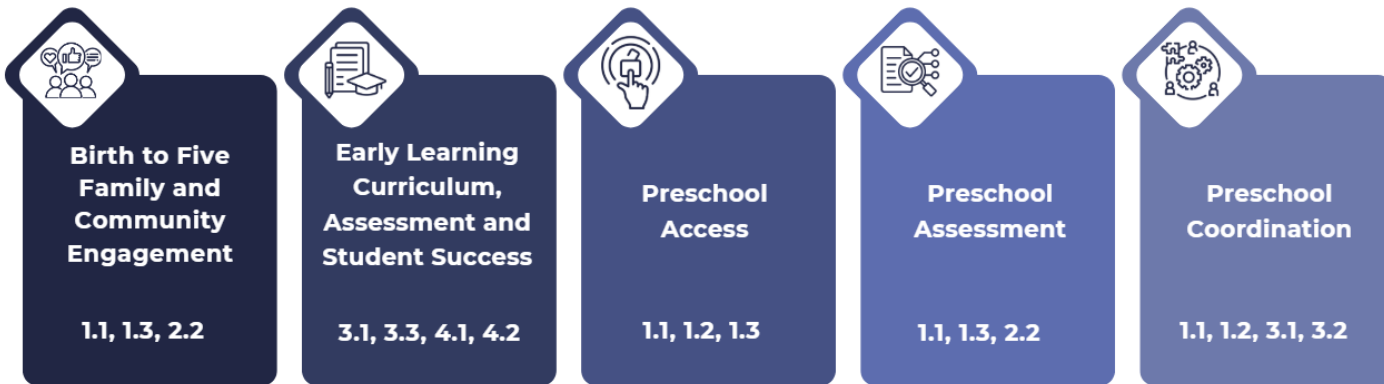 Birth to Five
Family and
Community
Engagement
1.1, 1.3, 2.2
Early Learning
Curriculum,
Assessment and
Student Success
3.1, 3.3, 4.1, 4.2
Preschool
Access
1.1, 1.2, 1.3
Preschool
Assessment
1.1, 1.3, 2.2
Preschool
Coordination
1.1, 1.2, 3.1, 3.2